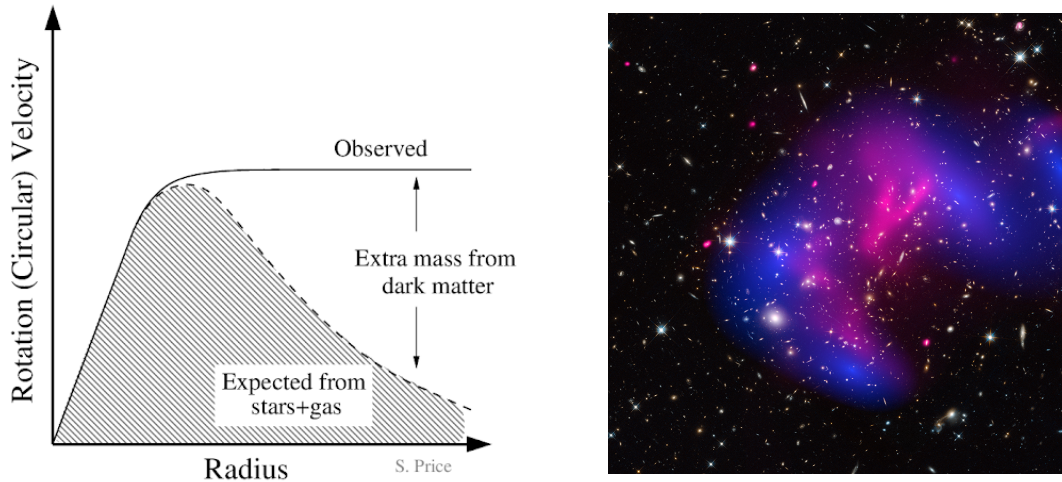 Rotation (Circular) Velocity
Observed
Extra mass from
dark matter
Expected from
stars+gas
Radius
S. Price